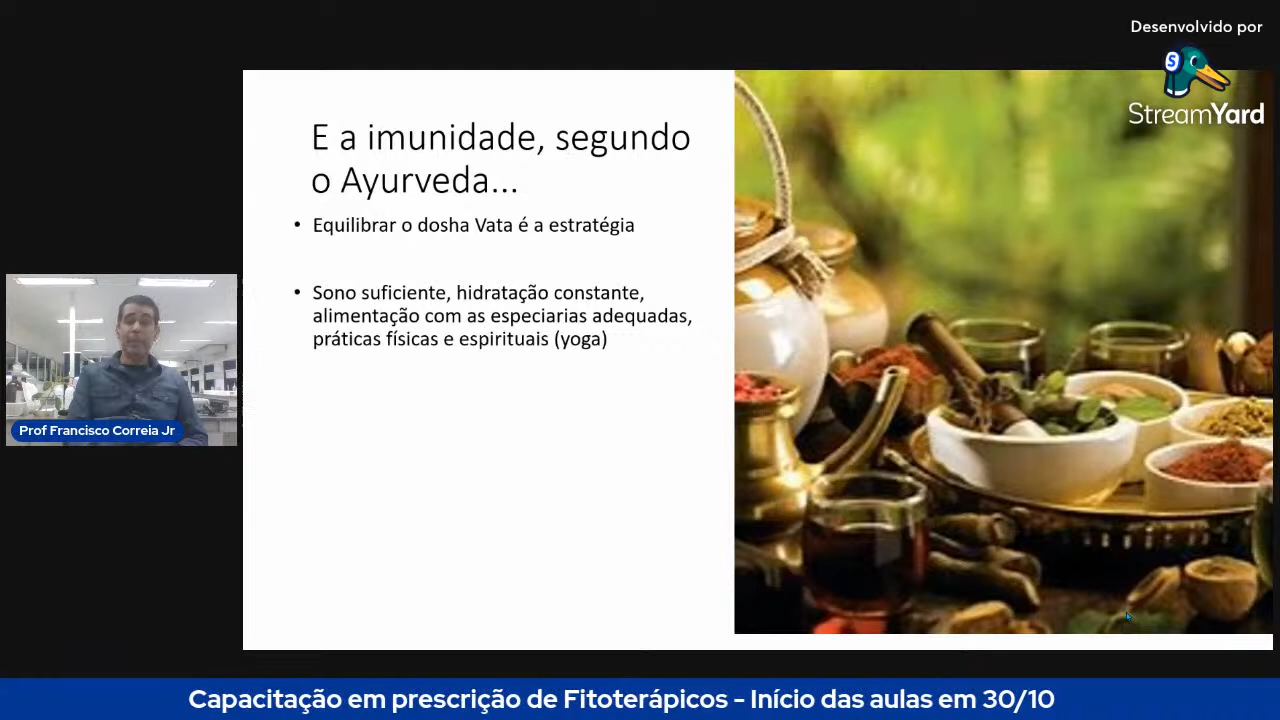 Desenvolvido por
S
StreamYard
E a imunidade, segundo
o Ayurveda...
• Equilibrar o dosha Vata é a estratégia
• Sono suficiente, hidratação constante,
alimentação com as especiarias adequadas,
práticas físicas e espirituais (yoga)
Prof Francisco Correia Jr
Capacitação em prescrição de Fitoterápicos - Início das aulas em 30/10